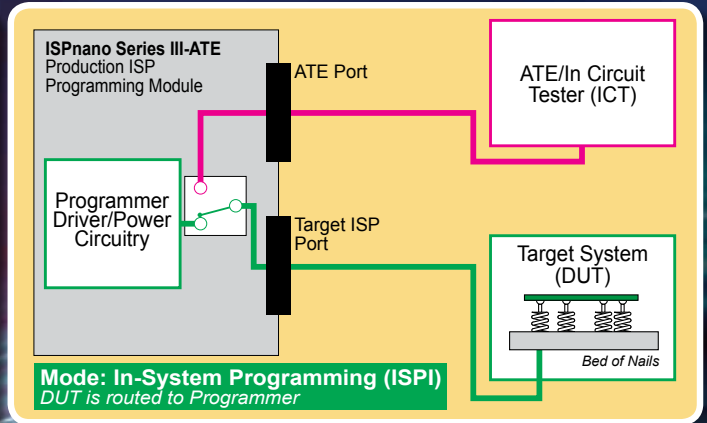 ISPnano Series III-ATE
Production ISP
Programming Module
ATE Port
ATE/In Circuit
Tester (ICT)
Programmer
Driver/Power
Circuitry
Target ISP
Port
Target System
(DUT)
Bed of Nails
Mode: In-System Programming (ISPI)
DUT is routed to Programmer